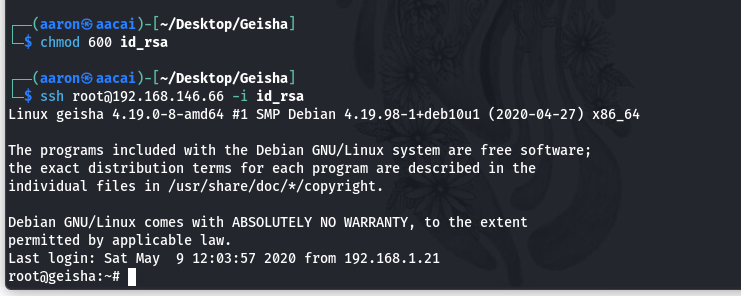 ┌──(aaron㉿aacai)-[~/Desktop/Geisha]
└─$ chmod 600 id_rsa
┌──(aaron㉿aacai)-[~/Desktop/Geisha]
└─$ ssh root@192.168.146.66 -i id_rsa
Linux geisha 4.19.0-8-amd64 #1 SMP Debian 4.19.98-1+deb10u1 (2020-04-27) x86_64
The programs included with the Debian GNU/Linux system are free software;
the exact distribution terms for each program are described in the
individual files in /usr/share/doc/*/copyright.
Debian GNU/Linux comes with ABSOLUTELY NO WARRANTY, to the extent
permitted by applicable law.
Last login: Sat May  9 12:03:57 2020 from 192.168.1.21
root@geisha:~#